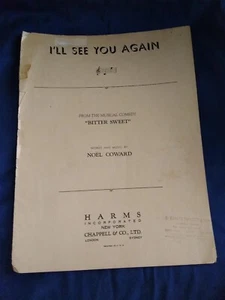 I'LL SEE YOU AGAIN
FROM THE MUSICAL COMEDY
"BITTER SWEET"
WORDS AND MUSIC BY
NOEL COWARD
HARMS
INCORPORATED
NEW YORK
CHAPPELL & CO., LTD.
LONDON SYDNEY